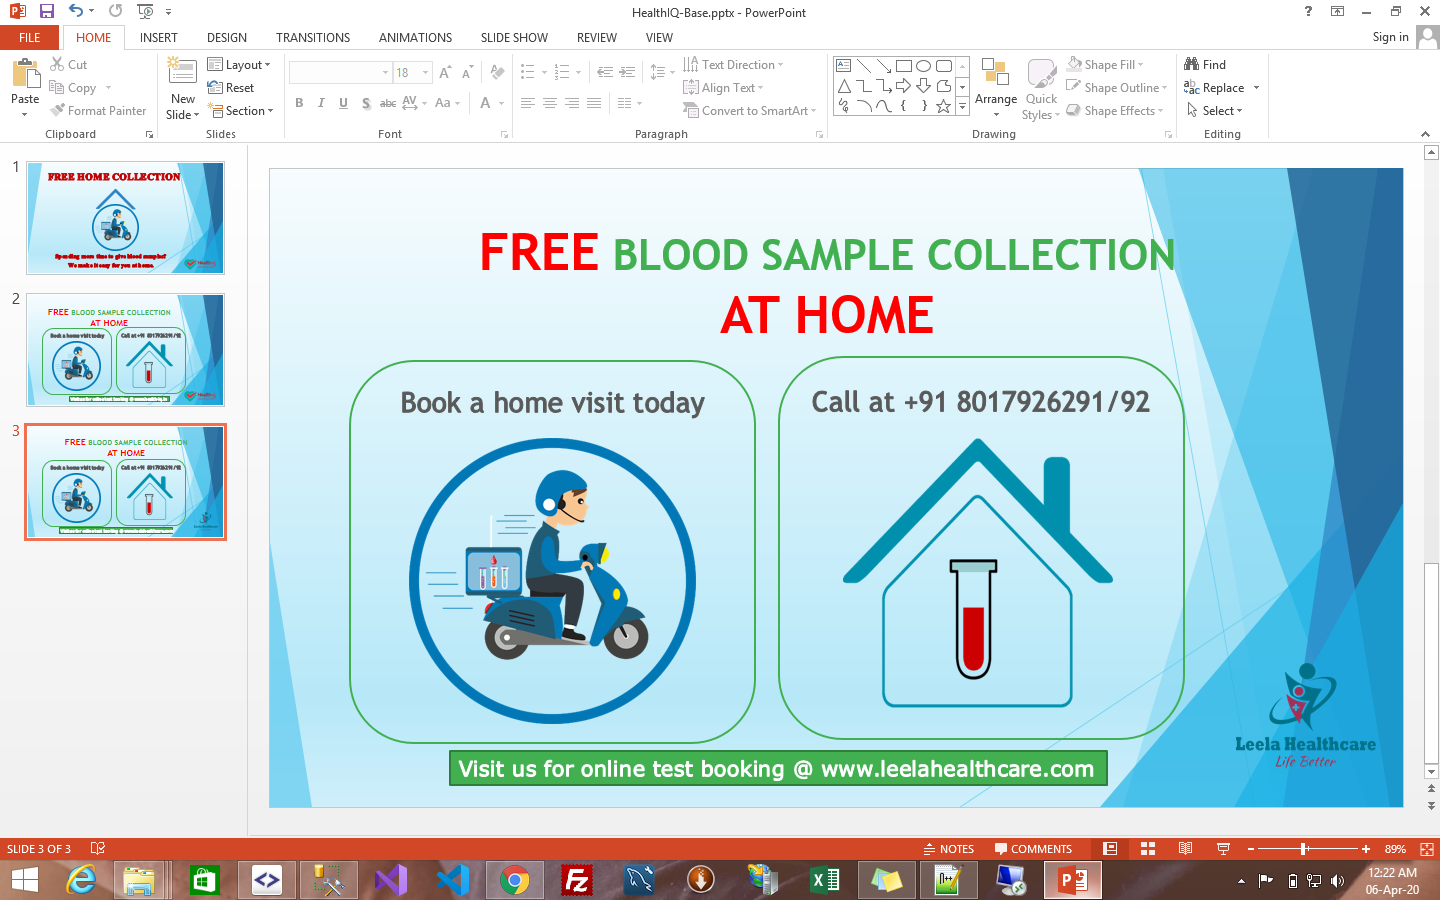 HealthIQ-Base.pptx - PowerPoint
FILE
HOME
INSERT
DESIGN
TRANSITIONS
ANIMATIONS
SLIDE SHOW
REVIEW
VIEW
Sign in
Paste
Cut
Copy
Format Painter
Clipboard
New Slide
Layout
Reset
Section
Slides
18
B I U S abc AV Aa A
Font
Text Direction
Align Text
Convert to SmartArt
Paragraph
Arrange
Quick Styles
Shape Fill
Shape Outline
Shape Effects
Drawing
Find
Replace
Select
Editing
1
FREE HOME COLLECTION
Spending more time to give blood samples?
We make it easy for you at home.
2
FREE BLOOD SAMPLE COLLECTION
AT HOME
Book a home visit today
Call at +91 8017926291/92
3
FREE BLOOD SAMPLE COLLECTION
AT HOME
Book a home visit today
Call at +91 8017926291/92
FREE BLOOD SAMPLE COLLECTION
AT HOME
Book a home visit today
Call at +91 8017926291/92
Leela Healthcare
Life Better
Visit us for online test booking @ www.leelahealthcare.com
SLIDE 3 OF 3
NOTES
COMMENTS
89%
12:22 AM
06-Apr-20